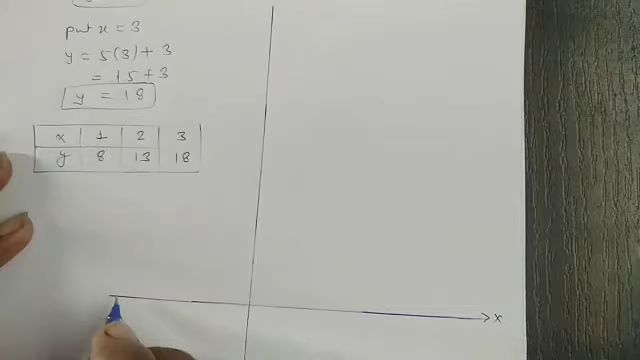 put x = 3
y = 5(3) + 3
= 15 + 3
y = 18
x 1 2 3
y 8 13 18
x